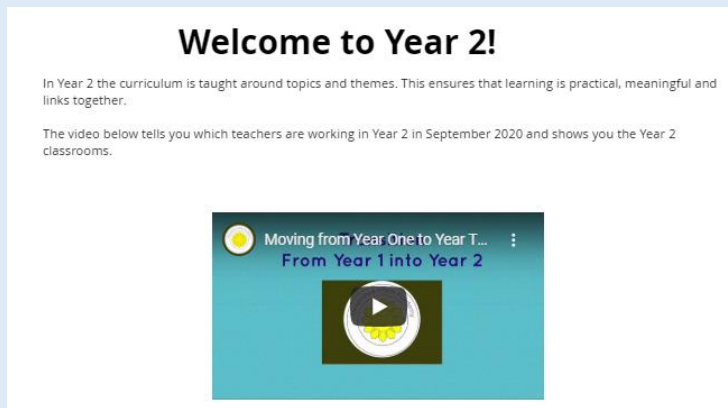 Welcome to Year 2!
In Year 2 the curriculum is taught around topics and themes. This ensures that learning is practical, meaningful and
links together.
The video below tells you which teachers are working in Year 2 in September 2020 and shows you the Year 2
classrooms.
Moving from Year One to Year T...
From Year 1 into Year 2